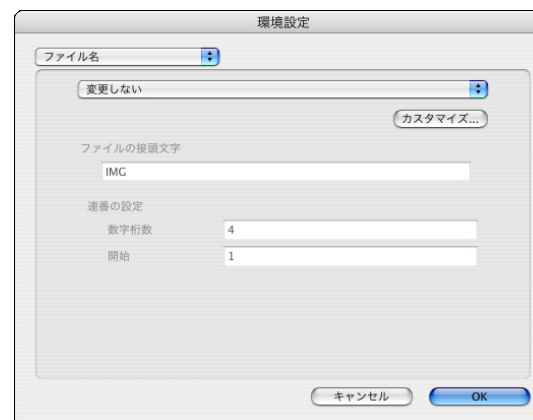 環境設定
ファイル名
変更しない
カスタマイズ...
ファイルの接頭文字
IMG
連番の設定
数字桁数 4
開始 1
キャンセル OK